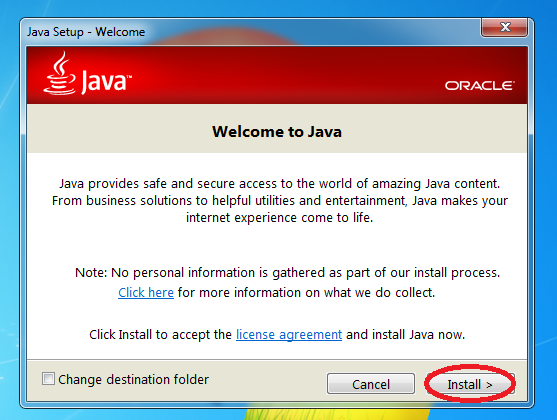 Java Setup - Welcome
Java™
ORACLE®
Welcome to Java
Java provides safe and secure access to the world of amazing Java content.
From business solutions to helpful utilities and entertainment, Java makes your
internet experience come to life.
Note: No personal information is gathered as part of our install process.
Click here for more information on what we do collect.
Click Install to accept the license agreement and install Java now.
Change destination folder
Cancel
Install >